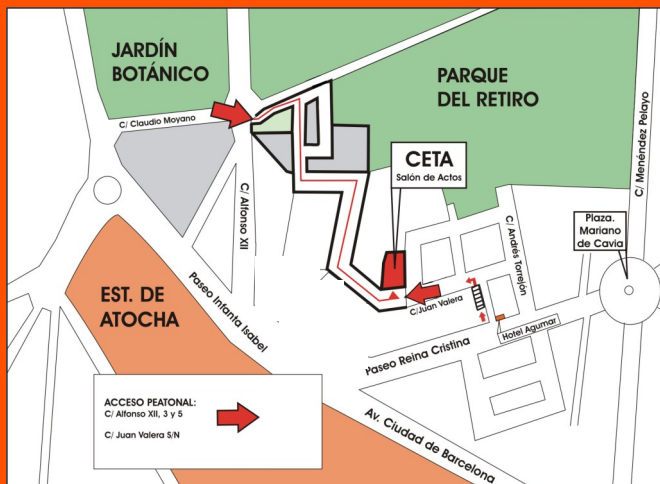 JARDÍN
BOTÁNICO
PARQUE
DEL RETIRO
C/ Claudio Moyano
C/ Menéndez Pelayo
CETA
Salón de Actos
C/ Alfonso XII
C/ Andrés Torrejón
Plaza.
Mariano
de Cavia
EST. DE
ATOCHA
Paseo Infanta Isabel
C/Juan Valera
Hotel Agumar
Paseo Reina Cristina
ACCESO PEATONAL:
C/ Alfonso XII, 3 y 5
C/ Juan Valera S/N
Av. Ciudad de Barcelona